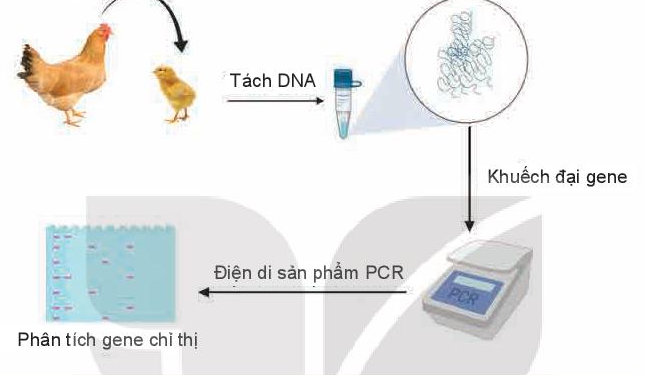 Tách DNA
Khuếch đại gene
PCR
Điện di sản phẩm PCR
Phân tích gene chỉ thị